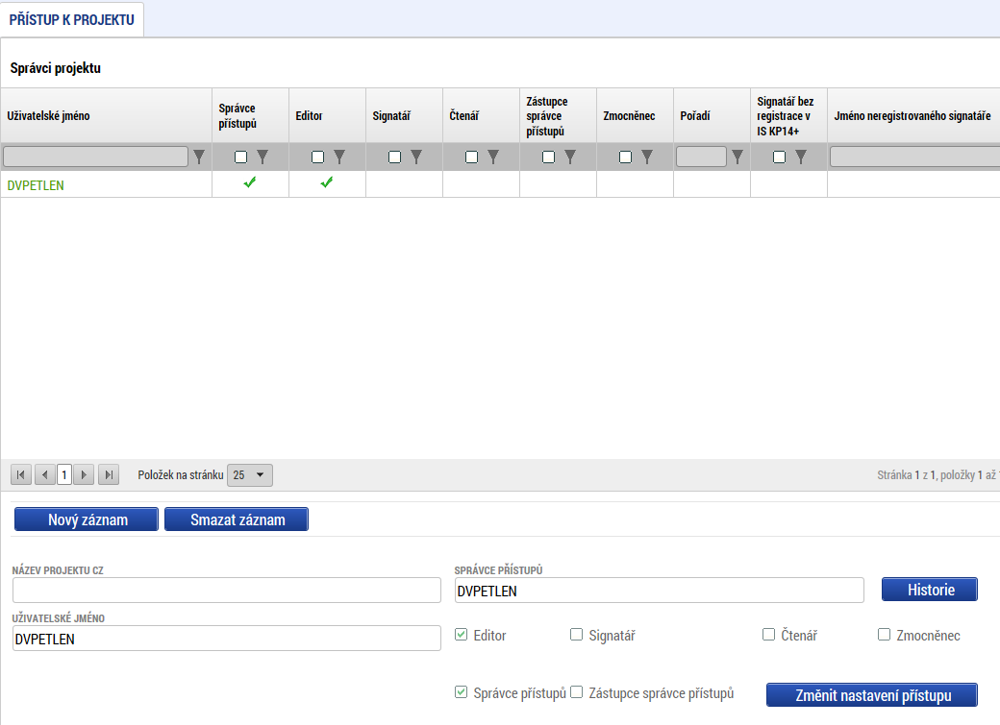 PŘÍSTUP K PROJEKTU
Správci projektu
Uživatelské jméno
Správce přístupů
Editor
Signatář
Čtenář
Zástupce správce přístupů
Zmocněnec
Pořadí
Signatář bez registrace v IS KP14+
Jméno neregistrovaného signatáře
DVPETLEN
1
Položek na stránku 25
Stránka 1 z 1, položky 1 až
Nový záznam
Smazat záznam
NÁZEV PROJEKTU CZ
SPRÁVCE PŘÍSTUPŮ
DVPETLEN
Historie
UŽIVATELSKÉ JMÉNO
DVPETLEN
Editor
Signatář
Čtenář
Zmocněnec
Správce přístupů
Zástupce správce přístupů
Změnit nastavení přístupu